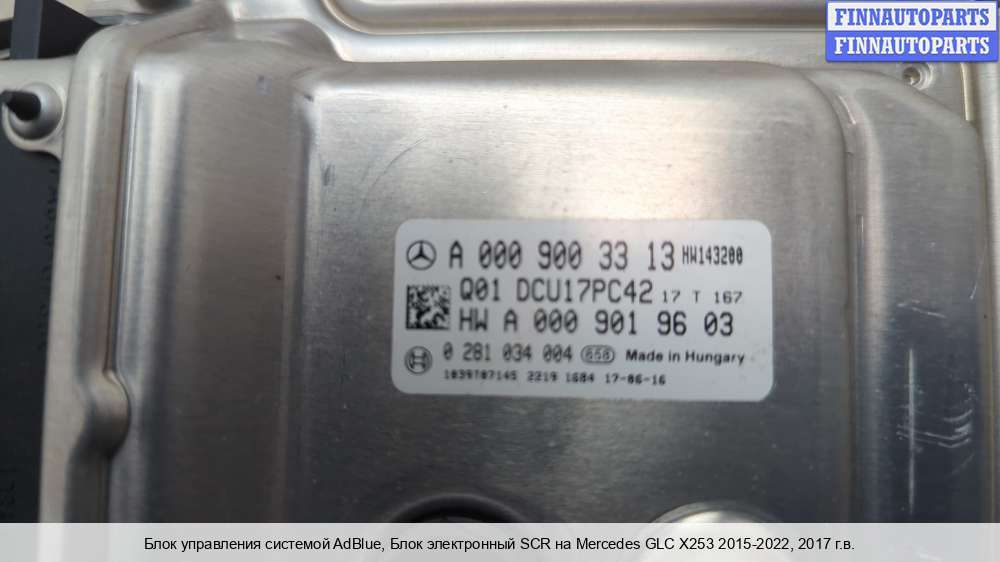 FINNAUTOPARTS
FINNAUTOPARTS
A 000 900 33 13 HW143200
Q01 DCU17PC42 17 T 167
HW A 000 901 96 03
0 281 034 004 658 Made in Hungary
1039T07145 2219 1684 17-06-16
Блок управления системой AdBlue, Блок электронный SCR на Mercedes GLC X253 2015-2022, 2017 г.в.